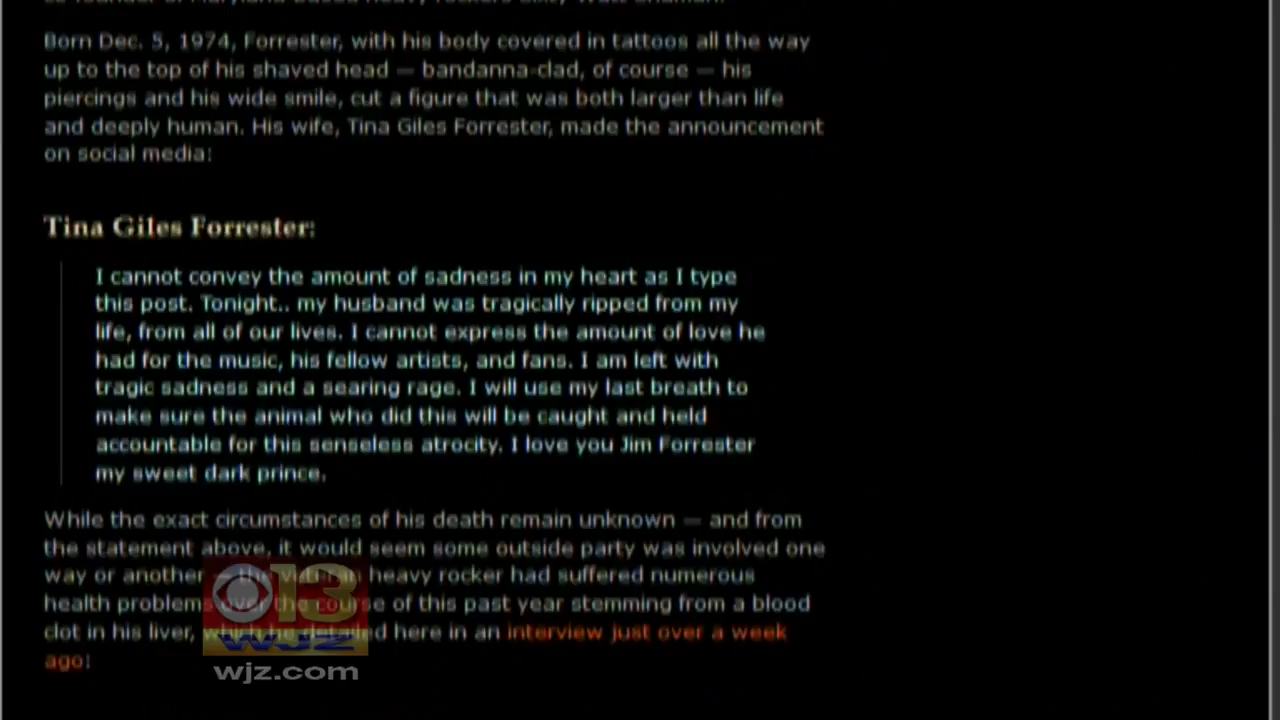 Born Dec. 5, 1974, Forrester, with his body covered in tattoos all the way
up to the top of his shaved head — bandanna-clad, of course — his
piercings and his wide smile, cut a figure that was both larger than life
and deeply human. His wife, Tina Giles Forrester, made the announcement
on social media:
Tina Giles Forrester:
I cannot convey the amount of sadness in my heart as I type
this post. Tonight.. my husband was tragically ripped from my
life, from all of our lives. I cannot express the amount of love he
had for the music, his fellow artists, and fans. I am left with
tragic sadness and a searing rage. I will use my last breath to
make sure the animal who did this will be caught and held
accountable for this senseless atrocity. I love you Jim Forrester
my sweet dark prince.
While the exact circumstances of his death remain unknown — and from
the statement above, it would seem some outside party was involved one
way or another — the heavy rocker had suffered numerous
health problems over the course of this past year stemming from a blood
clot in his liver, which he detailed here in an interview just over a week
ago!
13
WJZ
wjz.com